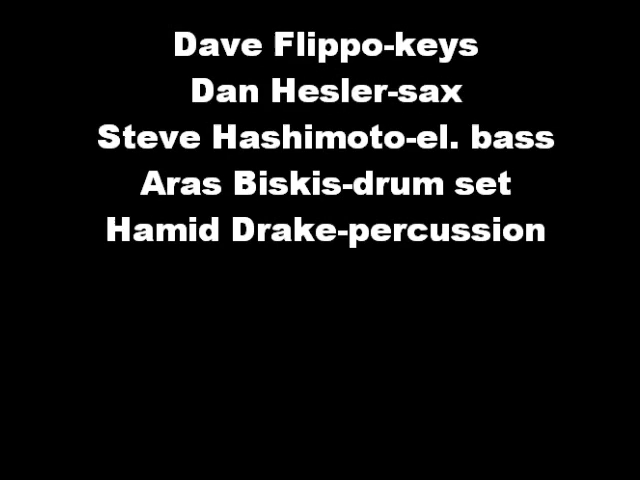 Dave Flippo-keys
Dan Hesler-sax
Steve Hashimoto-el. bass
Aras Biskis-drum set
Hamid Drake-percussion